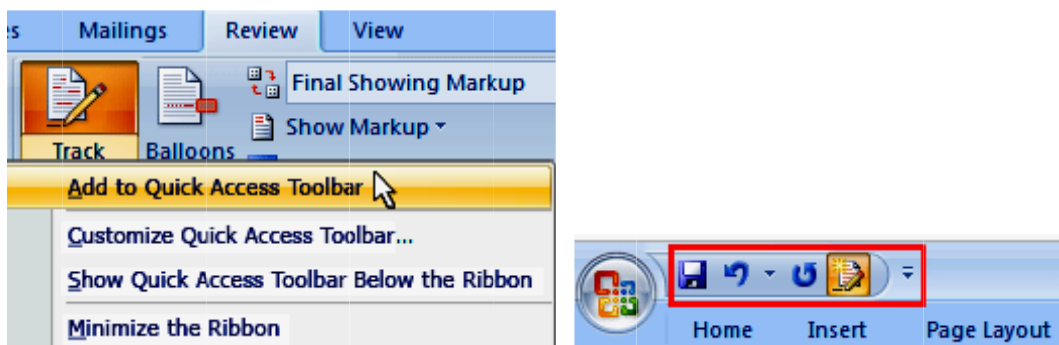 s Mailings Review View
Final Showing Markup
Show Markup
Track Balloons
Add to Quick Access Toolbar
Customize Quick Access Toolbar...
Show Quick Access Toolbar Below the Ribbon
Minimize the Ribbon
Home Insert Page Layout